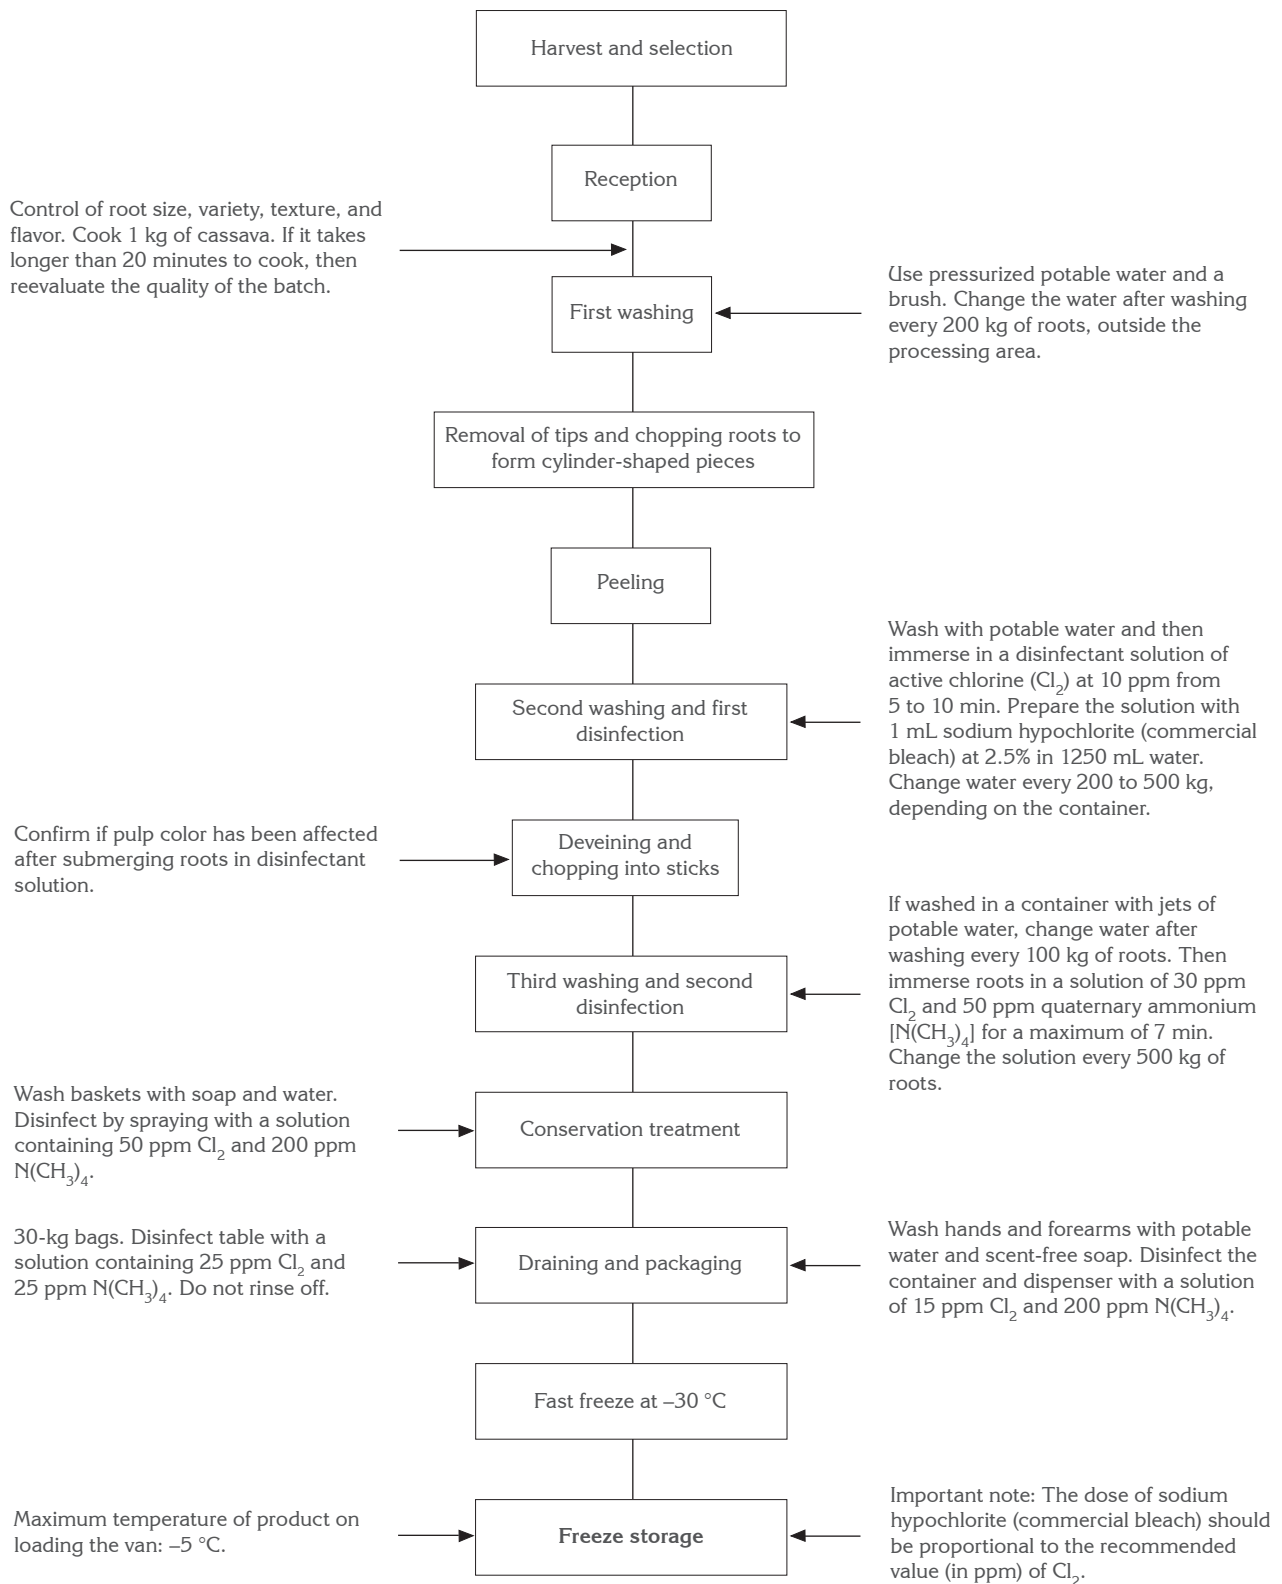 Harvest and selection
Reception
Control of root size, variety, texture, and
flavor. Cook 1 kg of cassava. If it takes
longer than 20 minutes to cook, then
reevaluate the quality of the batch.
First washing
Use pressurized potable water and a
brush. Change the water after washing
every 200 kg of roots, outside the
processing area.
Removal of tips and chopping roots to
form cylinder-shaped pieces
Peeling
Second washing and first
disinfection
Wash with potable water and then
immerse in a disinfectant solution of
active chlorine (Cl₂) at 10 ppm from
5 to 10 min. Prepare the solution with
1 mL sodium hypochlorite (commercial
bleach) at 2.5% in 1250 mL water.
Change water every 200 to 500 kg,
depending on the container.
Confirm if pulp color has been affected
after submerging roots in disinfectant
solution.
Deveining and
chopping into sticks
Third washing and second
disinfection
If washed in a container with jets of
potable water, change water after
washing every 100 kg of roots. Then
immerse roots in a solution of 30 ppm
Cl₂ and 50 ppm quaternary ammonium
[N(CH₃)₄] for a maximum of 7 min.
Change the solution every 500 kg of
roots.
Wash baskets with soap and water.
Disinfect by spraying with a solution
containing 50 ppm Cl₂ and 200 ppm
N(CH₃)₄.
Conservation treatment
30-kg bags. Disinfect table with a
solution containing 25 ppm Cl₂ and
25 ppm N(CH₃)₄. Do not rinse off.
Draining and packaging
Wash hands and forearms with potable
water and scent-free soap. Disinfect the
container and dispenser with a solution
of 15 ppm Cl₂ and 200 ppm N(CH₃)₄.
Fast freeze at –30 °C
Maximum temperature of product on
loading the van: –5 °C.
Freeze storage
Important note: The dose of sodium
hypochlorite (commercial bleach) should
be proportional to the recommended
value (in ppm) of Cl₂.